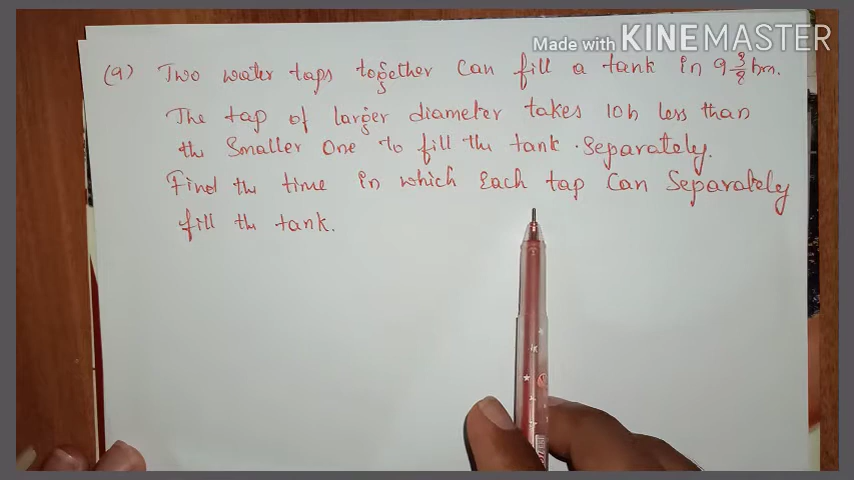 Made with KINEMASTER
(9) Two water taps together can fill a tank in 9 3/8 hrs.
The tap of larger diameter takes 10h less than
the smaller one to fill the tank separately.
Find the time in which each tap can separately
fill the tank.